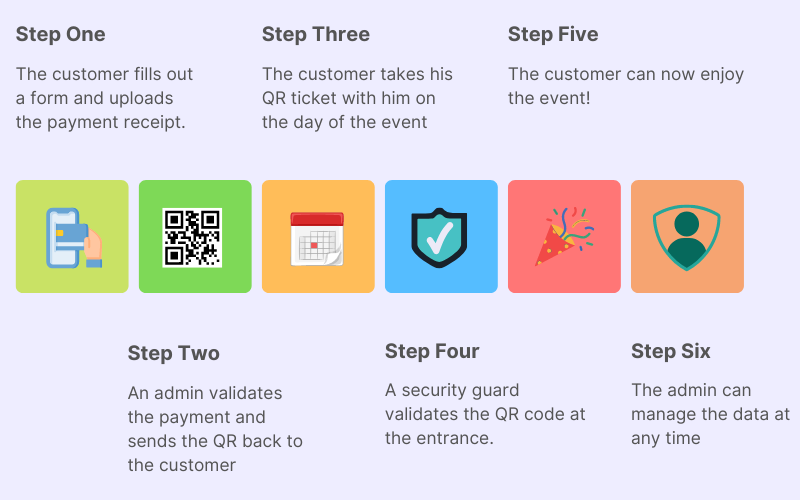 Step One
The customer fills out
a form and uploads
the payment receipt.
Step Two
An admin validates
the payment and
sends the QR back to
the customer
Step Three
The customer takes his
QR ticket with him on
the day of the event
Step Four
A security guard
validates the QR code at
the entrance.
Step Five
The customer can now enjoy
the event!
Step Six
The admin can
manage the data at
any time